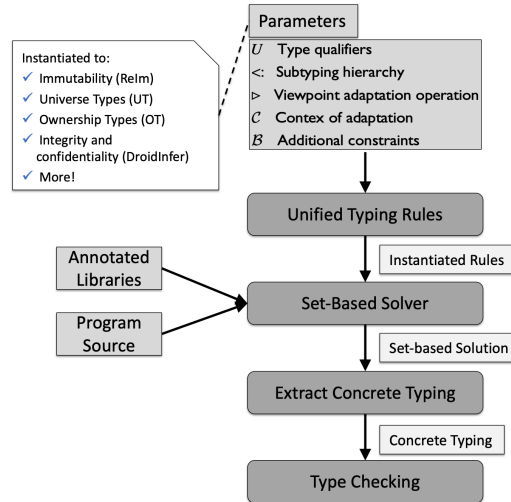 Parameters
U Type qualifiers
<: Subtyping hierarchy
▷ Viewpoint adaptation operation
C Contex of adaptation
B Additional constraints
Instantiated to:
✓ Immutability (ReIm)
✓ Universe Types (UT)
✓ Ownership Types (OT)
✓ Integrity and
confidentiality (DroidInfer)
✓ More!
Unified Typing Rules
Instantiated Rules
Annotated
Libraries
Program
Source
Set-Based Solver
Set-based Solution
Extract Concrete Typing
Concrete Typing
Type Checking